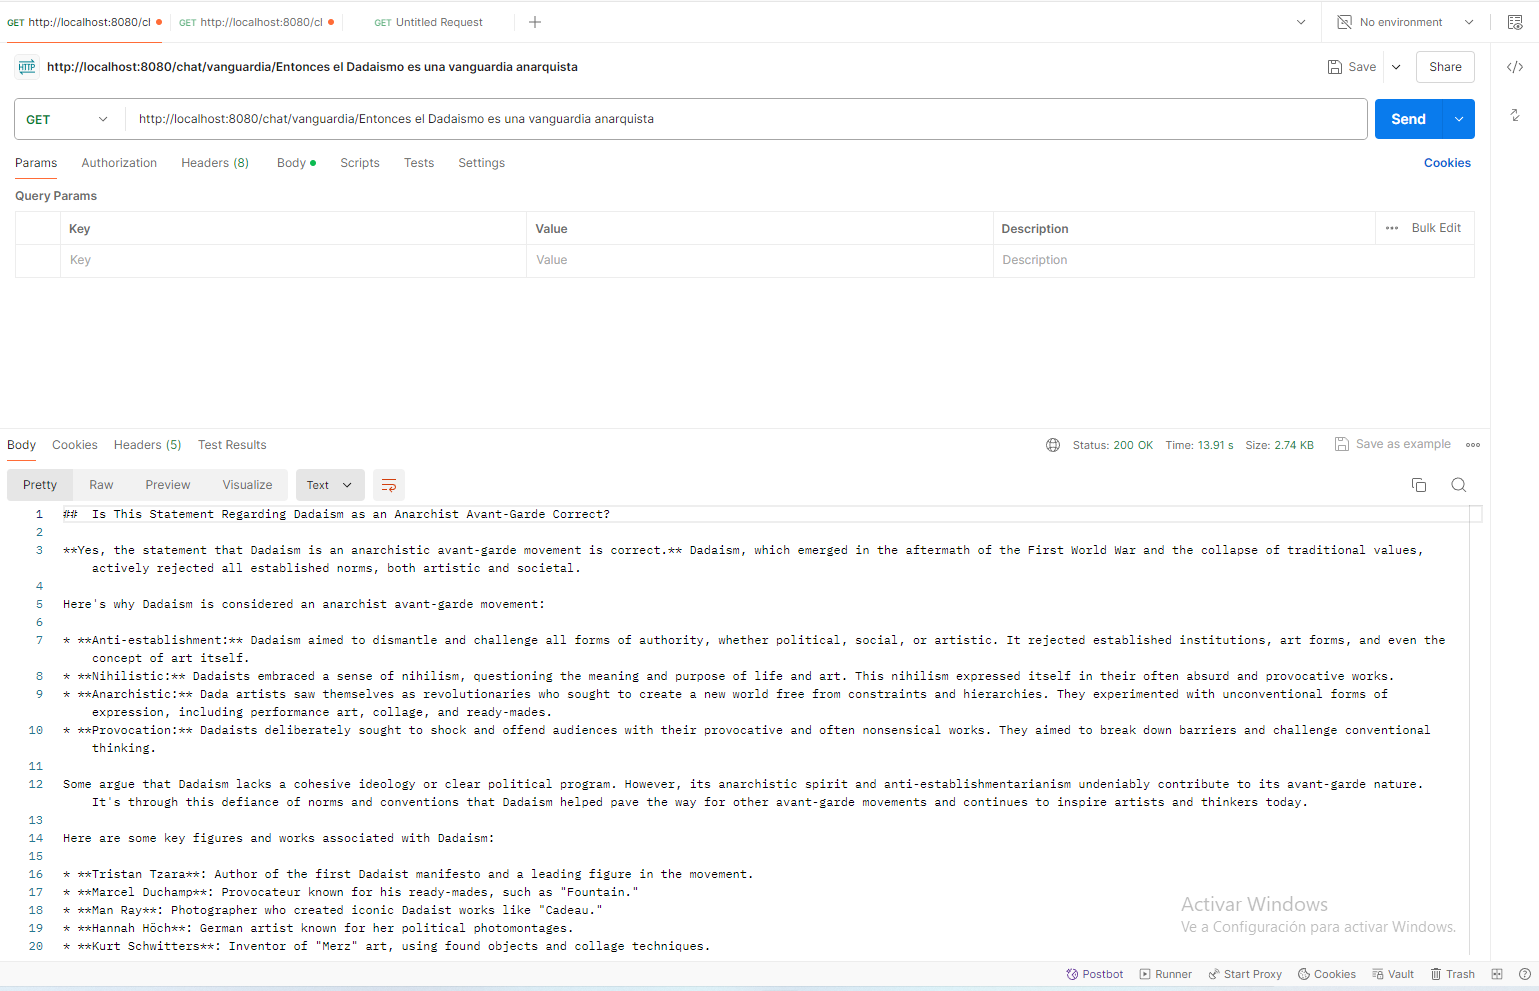 GET http://localhost:8080/cl
GET http://localhost:8080/cl
GET Untitled Request
No environment
HTTP http://localhost:8080/chat/vanguardia/Entonces el Dadaismo es una vanguardia anarquista
Save
Share
GET http://localhost:8080/chat/vanguardia/Entonces el Dadaismo es una vanguardia anarquista
Send
Params Authorization Headers (8) Body Scripts Tests Settings Cookies
Query Params
Key Value Description Bulk Edit
Key Value Description
Body Cookies Headers (5) Test Results Status: 200 OK Time: 13.91 s Size: 2.74 KB Save as example
Pretty Raw Preview Visualize Text
1 ##  Is This Statement Regarding Dadaism as an Anarchist Avant-Garde Correct?
2
3 **Yes, the statement that Dadaism is an anarchistic avant-garde movement is correct.** Dadaism, which emerged in the aftermath of the First World War and the collapse of traditional values,
actively rejected all established norms, both artistic and societal.
4
5 Here's why Dadaism is considered an anarchist avant-garde movement:
6
7 * **Anti-establishment:** Dadaism aimed to dismantle and challenge all forms of authority, whether political, social, or artistic. It rejected established institutions, art forms, and even the
concept of art itself.
8 * **Nihilistic:** Dadaists embraced a sense of nihilism, questioning the meaning and purpose of life and art. This nihilism expressed itself in their often absurd and provocative works.
9 * **Anarchistic:** Dada artists saw themselves as revolutionaries who sought to create a new world free from constraints and hierarchies. They experimented with unconventional forms of
expression, including performance art, collage, and ready-mades.
10 * **Provocation:** Dadaists deliberately sought to shock and offend audiences with their provocative and often nonsensical works. They aimed to break down barriers and challenge conventional
thinking.
11
12 Some argue that Dadaism lacks a cohesive ideology or clear political program. However, its anarchistic spirit and anti-establishmentarianism undeniably contribute to its avant-garde nature.
It's through this defiance of norms and conventions that Dadaism helped pave the way for other avant-garde movements and continues to inspire artists and thinkers today.
13
14 Here are some key figures and works associated with Dadaism:
15
16 * **Tristan Tzara**: Author of the first Dadaist manifesto and a leading figure in the movement.
17 * **Marcel Duchamp**: Provocateur known for his ready-mades, such as "Fountain."
18 * **Man Ray**: Photographer who created iconic Dadaist works like "Cadeau."
19 * **Hannah Höch**: German artist known for her political photomontages.
20 * **Kurt Schwitters**: Inventor of "Merz" art, using found objects and collage techniques.
Activar Windows
Ve a Configuración para activar Windows.
Postbot Runner Start Proxy Cookies Vault Trash